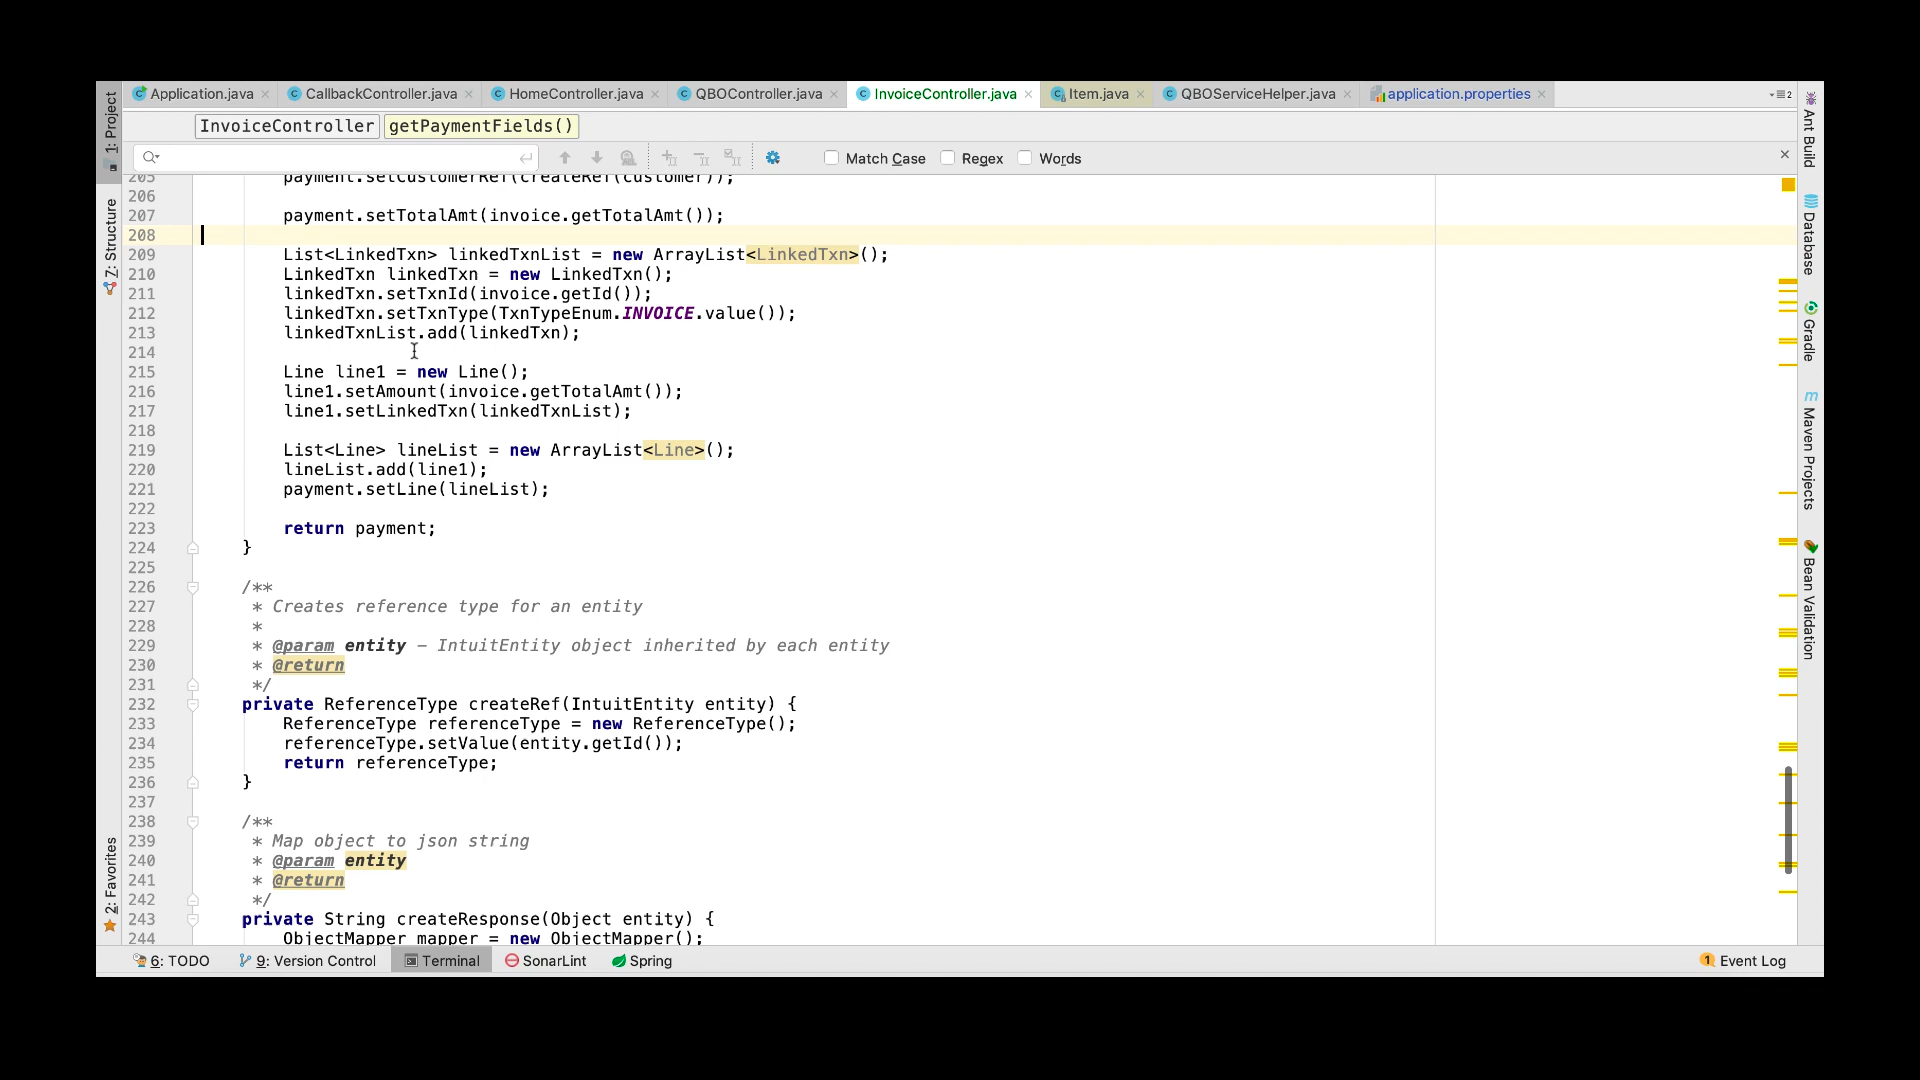 1: Project
Application.java
CallbackController.java
HomeController.java
QBOController.java
InvoiceController.java
Item.java
QBOServiceHelper.java
application.properties
2
InvoiceController
getPaymentFields()
Match Case
Regex
Words
205 payment.setCustomerRef(createRef(customer));
206
207 payment.setTotalAmt(invoice.getTotalAmt());
208
209 List<LinkedTxn> linkedTxnList = new ArrayList<LinkedTxn>();
210 LinkedTxn linkedTxn = new LinkedTxn();
211 linkedTxn.setTxnId(invoice.getId());
212 linkedTxn.setTxnType(TxnTypeEnum.INVOICE.value());
213 linkedTxnList.add(linkedTxn);
214
215 Line line1 = new Line();
216 line1.setAmount(invoice.getTotalAmt());
217 line1.setLinkedTxn(linkedTxnList);
218
219 List<Line> lineList = new ArrayList<Line>();
220 lineList.add(line1);
221 payment.setLine(lineList);
222
223 return payment;
224 }
225
226 /**
227 * Creates reference type for an entity
228 *
229 * @param entity – IntuitEntity object inherited by each entity
230 * @return
231 */
232 private ReferenceType createRef(IntuitEntity entity) {
233 ReferenceType referenceType = new ReferenceType();
234 referenceType.setValue(entity.getId());
235 return referenceType;
236 }
237
238 /**
239 * Map object to json string
240 * @param entity
241 * @return
242 */
243 private String createResponse(Object entity) {
244 ObjectMapper mapper = new ObjectMapper();
Z: Structure
2: Favorites
Ant Build
Database
Gradle
m
Maven Projects
Bean Validation
6: TODO
9: Version Control
Terminal
SonarLint
Spring
1 Event Log